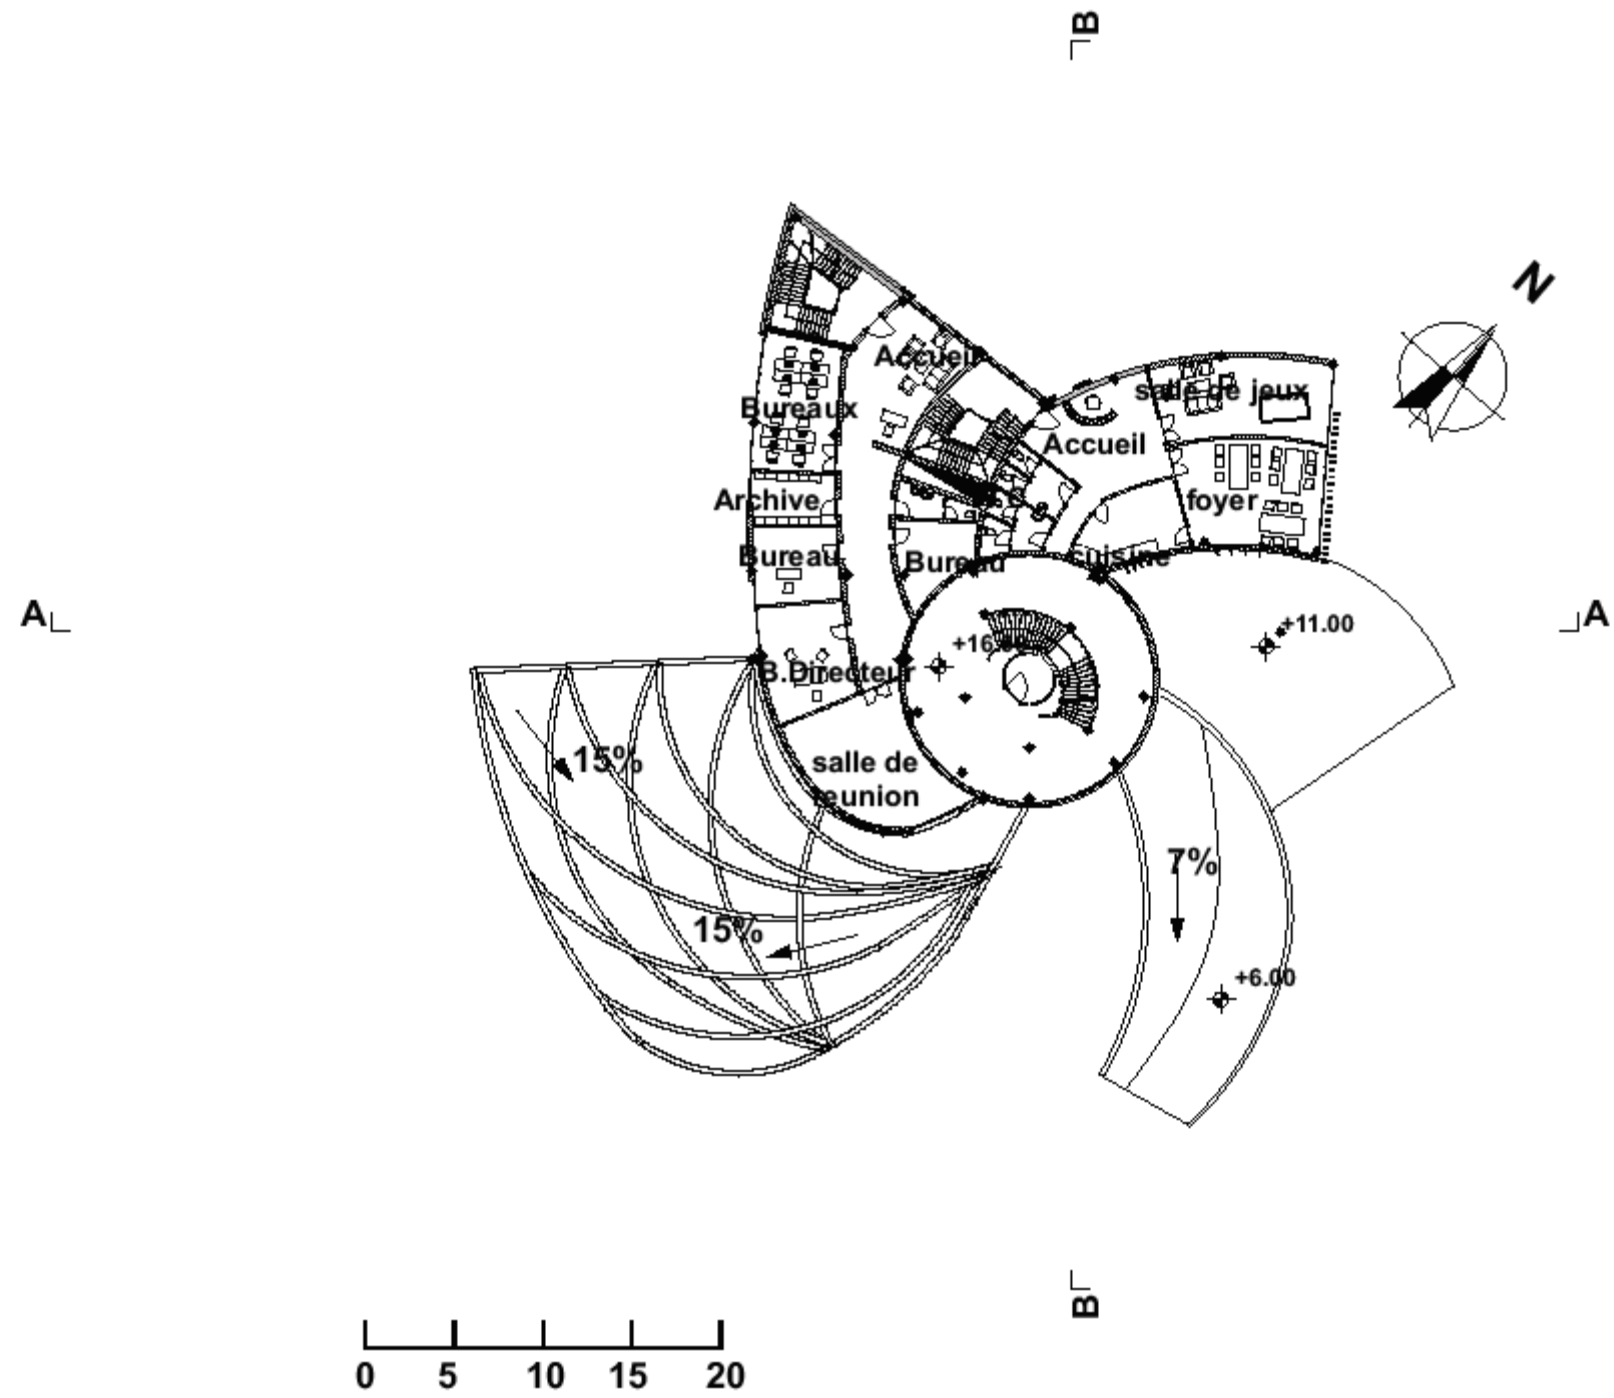 B
N
Accueil
salle de jeux
Bureaux
Accueil
Archive
foyer
Bureau
Bureau
cuisine
A
A
+11.00
B.Directeur
15%
salle de
reunion
7%
15%
+6.00
B
0 5 10 15 20